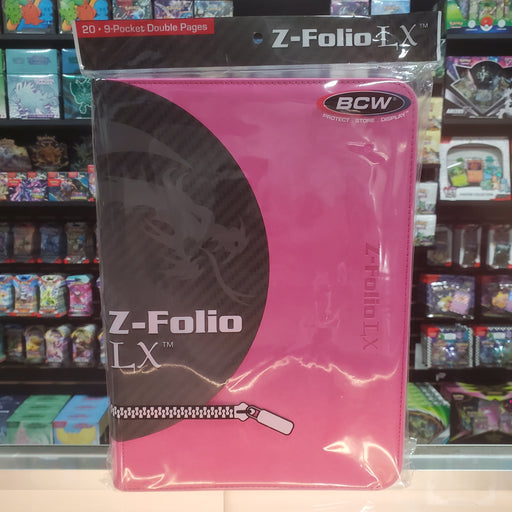 20 • 9-Pocket Double Pages
Z-Folio LX™
BCW®
PROTECT . STORE . DISPLAY
Z-Folio LX
Z-Folio
LX™